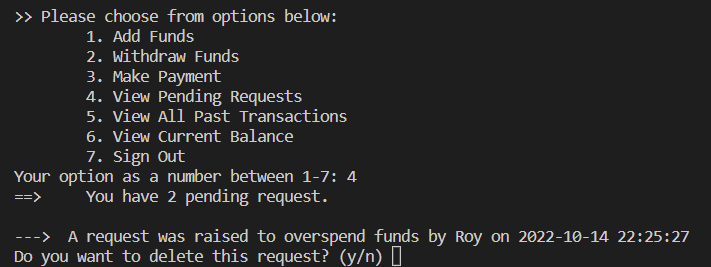 >> Please choose from options below:
1. Add Funds
2. Withdraw Funds
3. Make Payment
4. View Pending Requests
5. View All Past Transactions
6. View Current Balance
7. Sign Out
Your option as a number between 1-7: 4
==> You have 2 pending request.
---> A request was raised to overspend funds by Roy on 2022-10-14 22:25:27
Do you want to delete this request? (y/n)